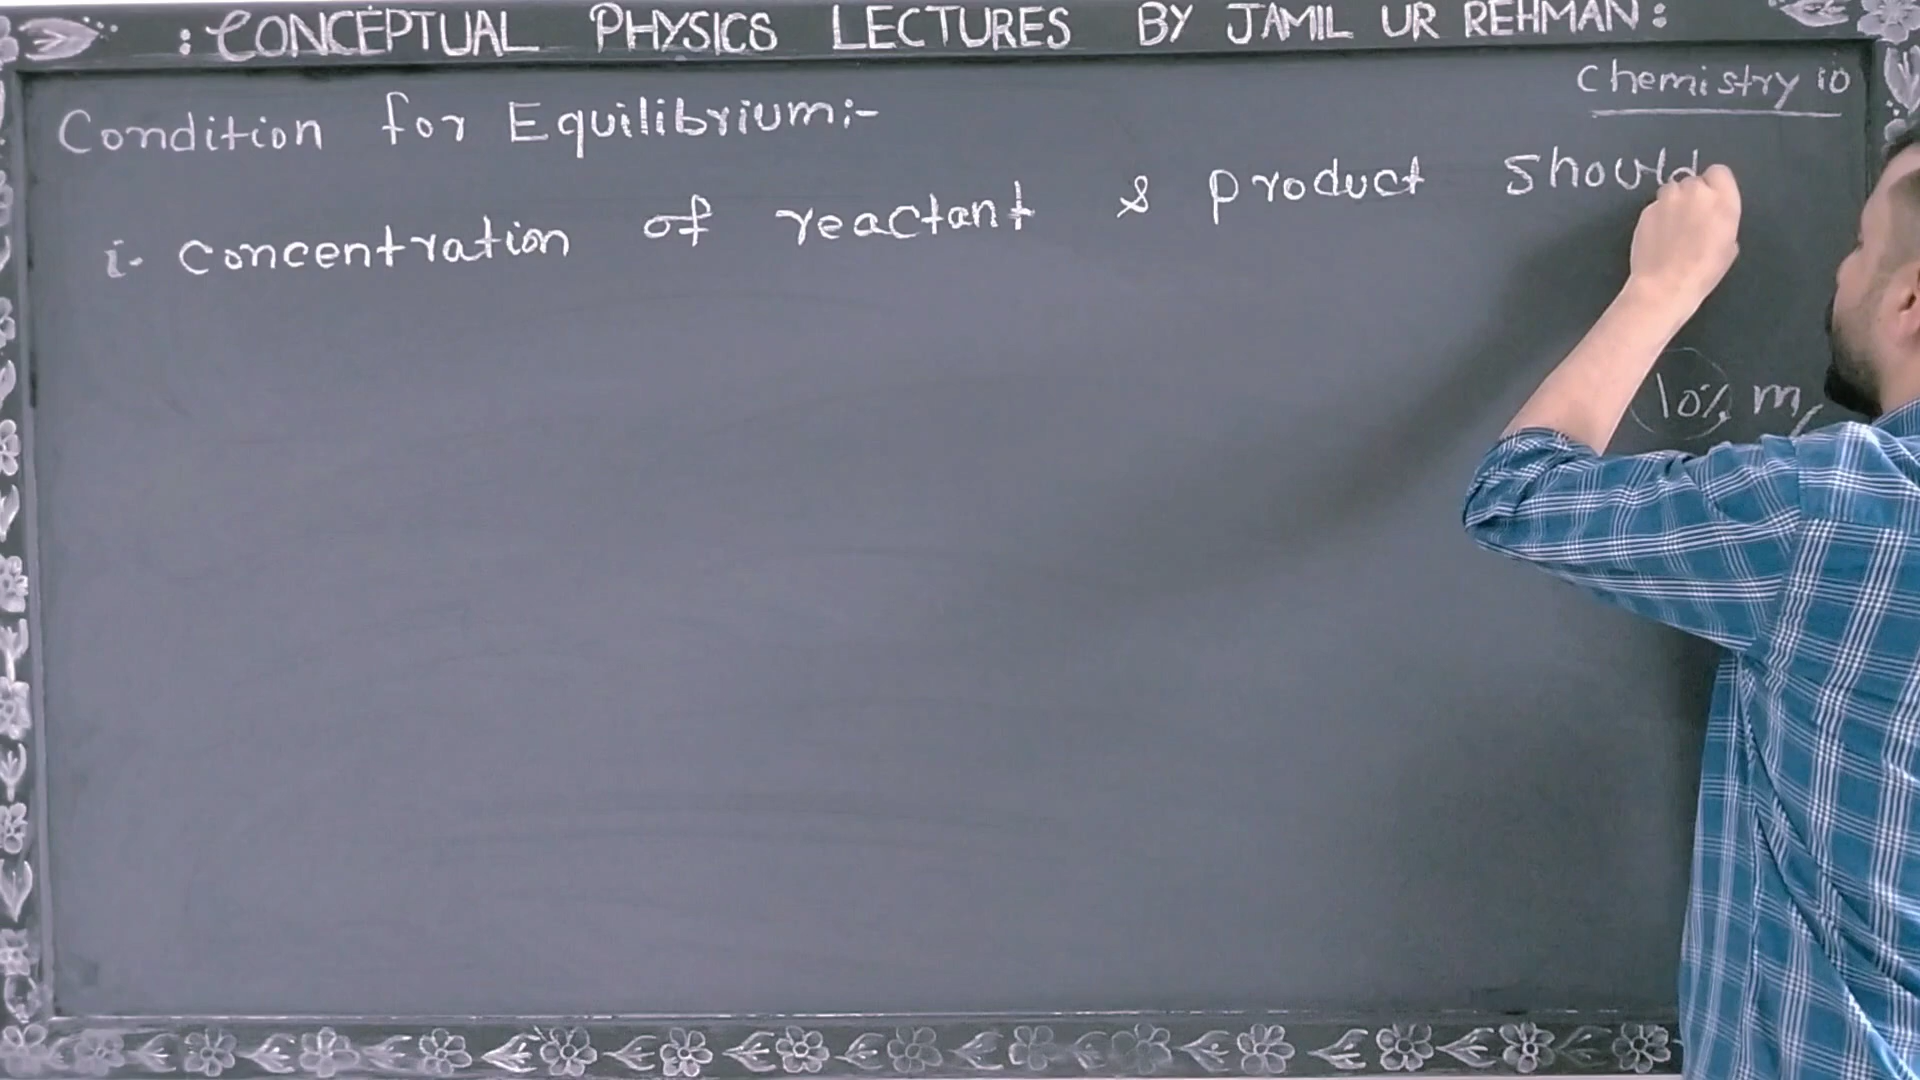 : CONCEPTUAL PHYSICS LECTURES BY JAMIL UR REHMAN :
Chemistry 10
Condition for Equilibrium:-
i. concentration of reactant & product should
10% m/